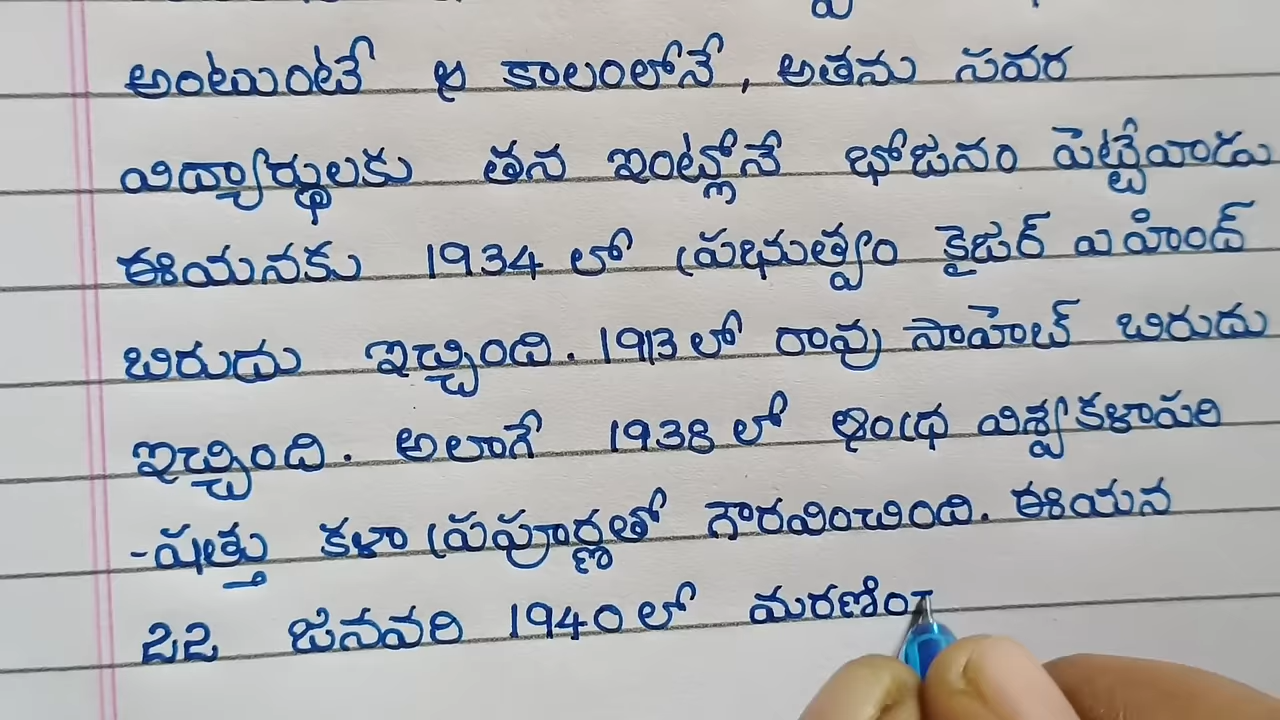 అంటుంటే ఆ కాలంలోనే, అతను సవర
విద్యార్థులకు తన ఇంట్లోనే భోజనం పెట్టేవాడు
ఈయనకు 1934 లో ప్రభుత్వం కైజర్ ఎ హింద్
బిరుదు ఇచ్చింది. 1913 లో రావు సాహెబ్ బిరుదు
ఇచ్చింది. అలాగే 1938 లో ఆంధ్ర విశ్వకళాపరి
-షత్తు కళా ప్రపూర్ణతో గౌరవించింది. ఈయన
22 జనవరి 1940 లో మరణిం